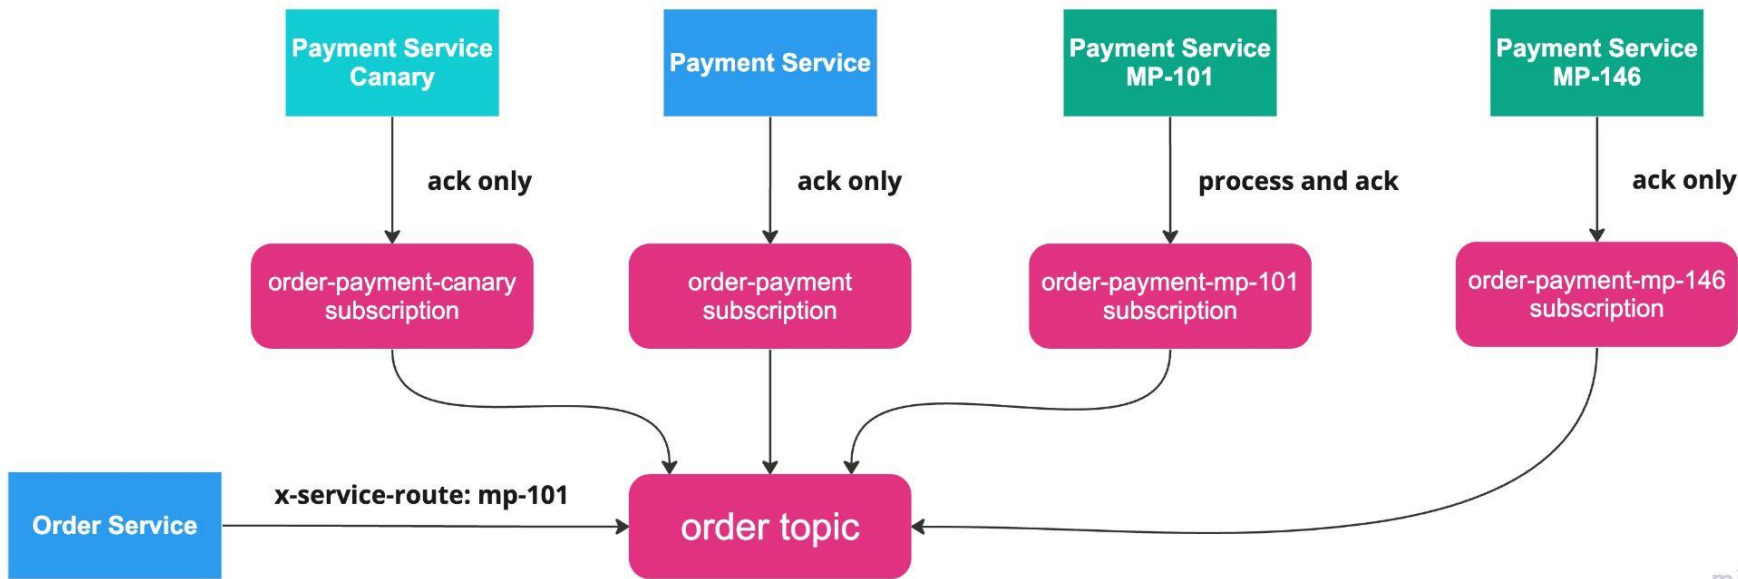 Payment Service
Canary
Payment Service
Payment Service
MP-101
Payment Service
MP-146
ack only
ack only
process and ack
ack only
order-payment-canary
subscription
order-payment
subscription
order-payment-mp-101
subscription
order-payment-mp-146
subscription
x-service-route: mp-101
Order Service
order topic